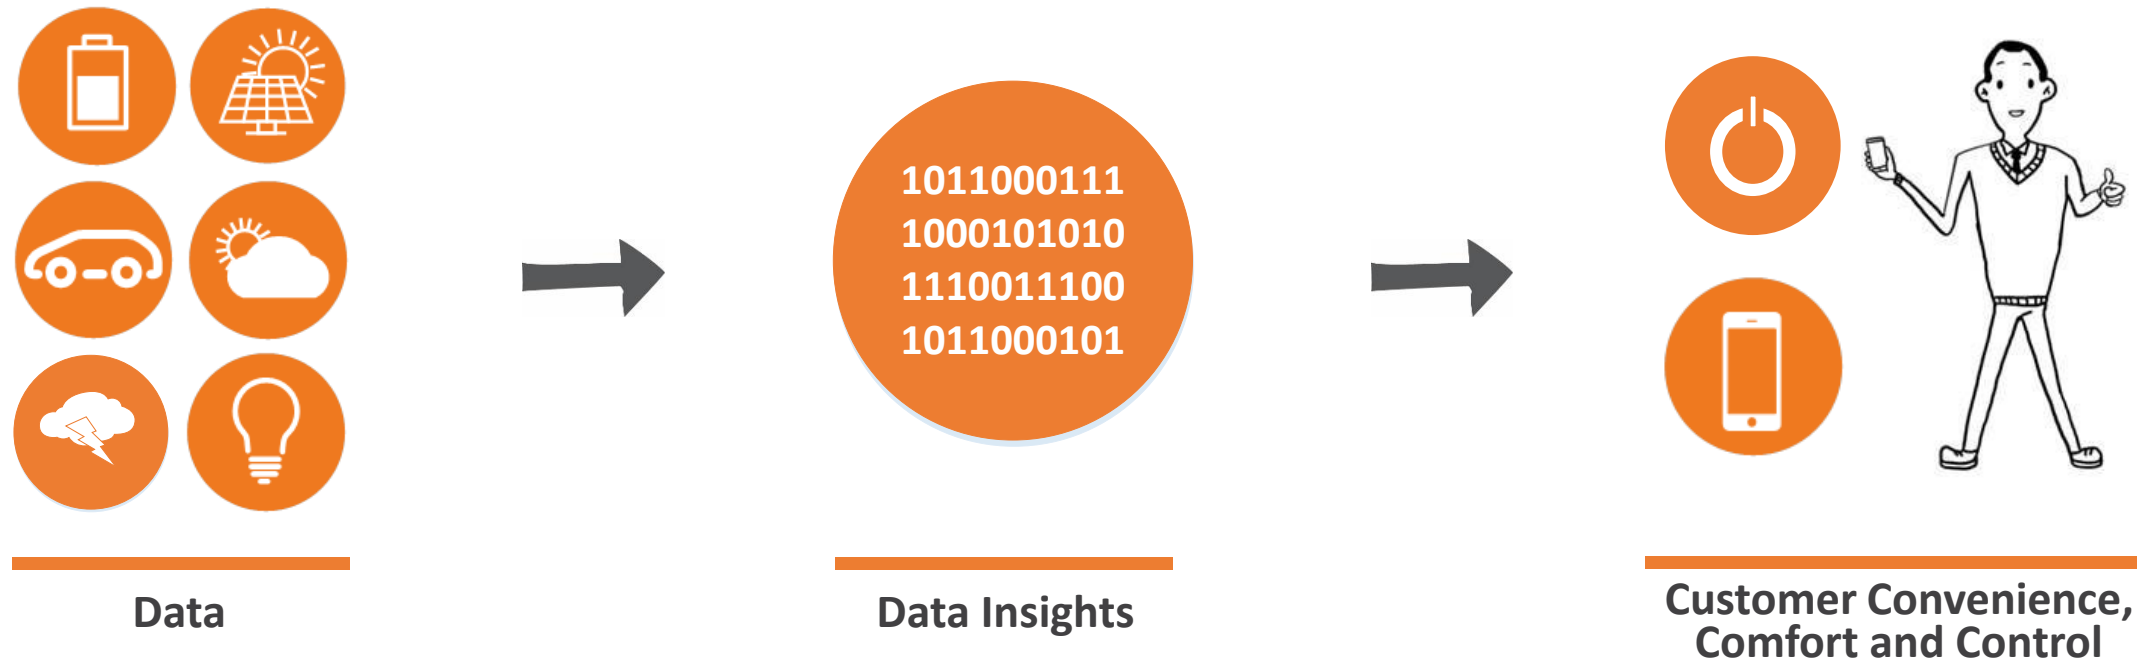 1011000111
1000101010
1110011100
1011000101
Data
Data Insights
Customer Convenience,
Comfort and Control